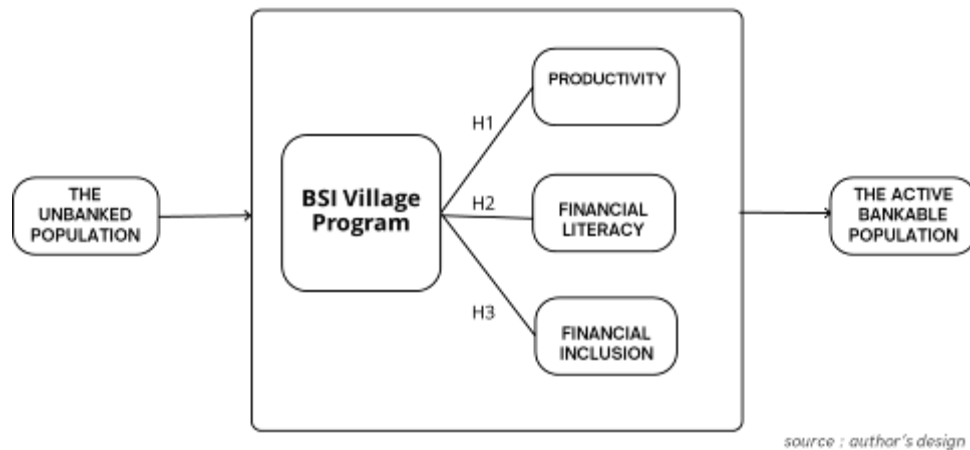 THE
UNBANKED
POPULATION
BSI Village
Program
H1
H2
H3
PRODUCTIVITY
FINANCIAL
LITERACY
FINANCIAL
INCLUSION
THE ACTIVE
BANKABLE
POPULATION
source : author's design